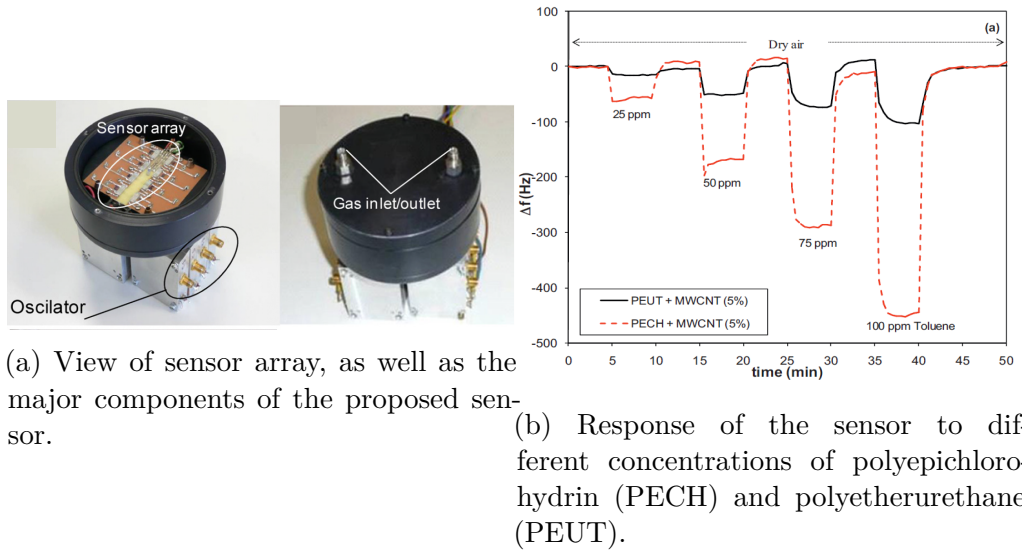 Sensor array
Oscilator
Gas inlet/outlet
(a) View of sensor array, as well as the
major components of the proposed sen-
sor.
100
0
-100
-200
-300
-400
-500
Δf (Hz)
(a)
Dry air
25 ppm
50 ppm
75 ppm
100 ppm Toluene
PEUT + MWCNT (5%)
PECH + MWCNT (5%)
0 5 10 15 20 25 30 35 40 45 50
time (min)
(b) Response of the sensor to dif-
ferent concentrations of polyepichloro-
hydrin (PECH) and polyetherurethane
(PEUT).